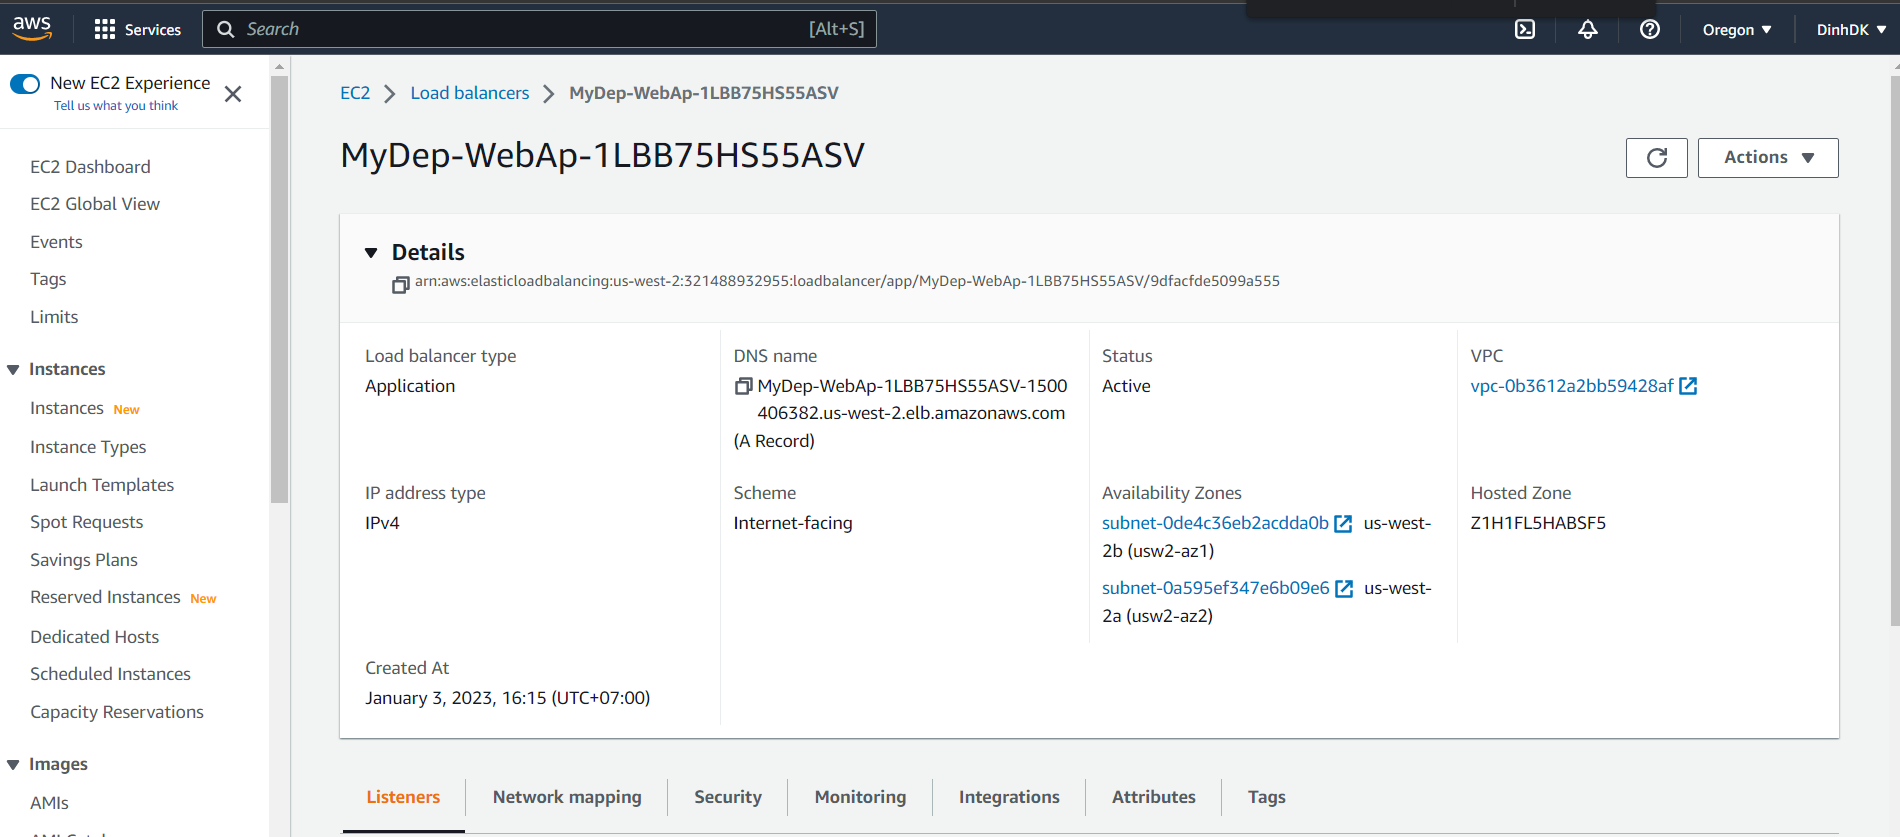 aws
Services
Search
[Alt+S]
Oregon
DinhDK
New EC2 Experience
Tell us what you think
EC2 Dashboard
EC2 Global View
Events
Tags
Limits
Instances
Instances New
Instance Types
Launch Templates
Spot Requests
Savings Plans
Reserved Instances New
Dedicated Hosts
Scheduled Instances
Capacity Reservations
Images
AMIs
EC2 > Load balancers > MyDep-WebAp-1LBB75HS55ASV
MyDep-WebAp-1LBB75HS55ASV
Actions
Details
arn:aws:elasticloadbalancing:us-west-2:321488932955:loadbalancer/app/MyDep-WebAp-1LBB75HS55ASV/9dfacfde5099a555
Load balancer type
Application
DNS name
MyDep-WebAp-1LBB75HS55ASV-1500
406382.us-west-2.elb.amazonaws.com
(A Record)
Status
Active
VPC
vpc-0b3612a2bb59428af
IP address type
IPv4
Scheme
Internet-facing
Availability Zones
subnet-0de4c36eb2acdda0b us-west-
2b (usw2-az1)
subnet-0a595ef347e6b09e6 us-west-
2a (usw2-az2)
Hosted Zone
Z1H1FL5HABSF5
Created At
January 3, 2023, 16:15 (UTC+07:00)
Listeners
Network mapping
Security
Monitoring
Integrations
Attributes
Tags